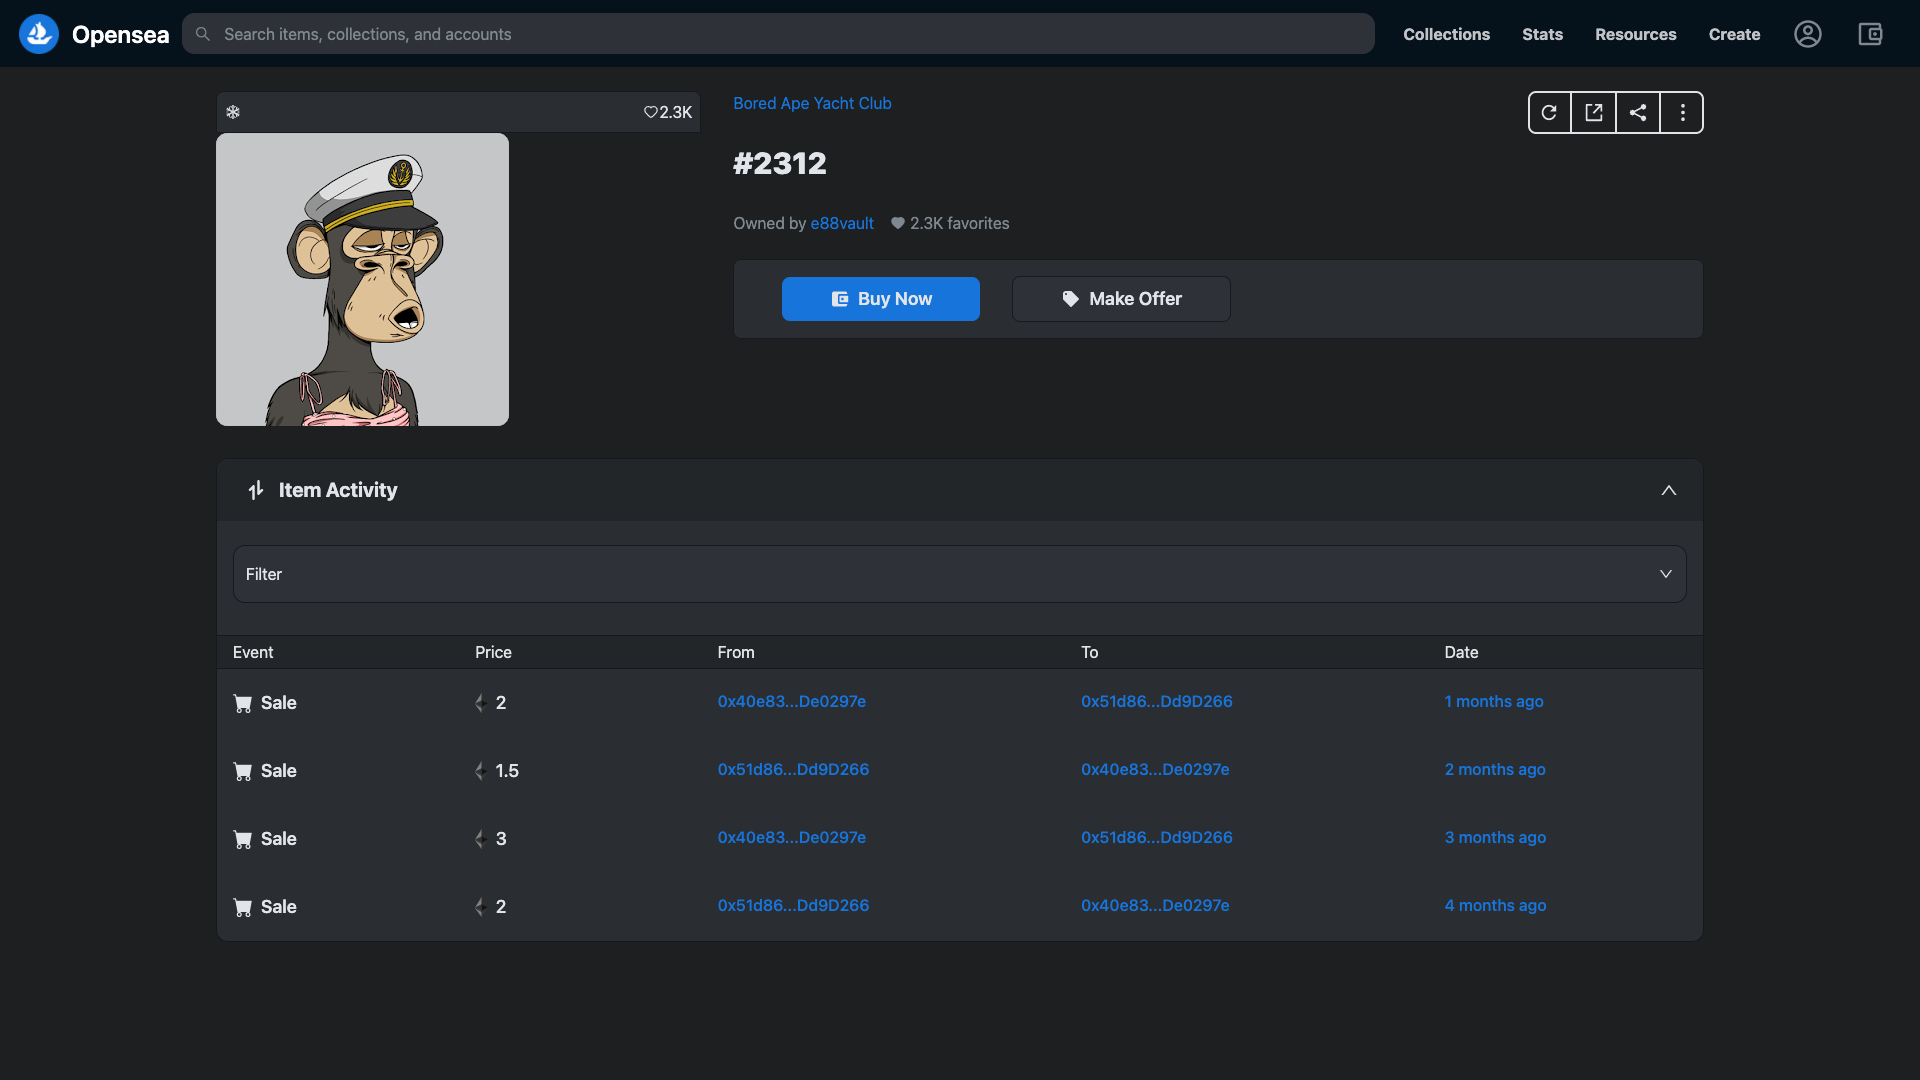 Opensea
Search items, collections, and accounts
Collections
Stats
Resources
Create
2.3K
Bored Ape Yacht Club
#2312
Owned by e88vault 2.3K favorites
Buy Now
Make Offer
Item Activity
Filter
Event Price From To Date
Sale 2 0x40e83...De0297e 0x51d86...Dd9D266 1 months ago
Sale 1.5 0x51d86...Dd9D266 0x40e83...De0297e 2 months ago
Sale 3 0x40e83...De0297e 0x51d86...Dd9D266 3 months ago
Sale 2 0x51d86...Dd9D266 0x40e83...De0297e 4 months ago